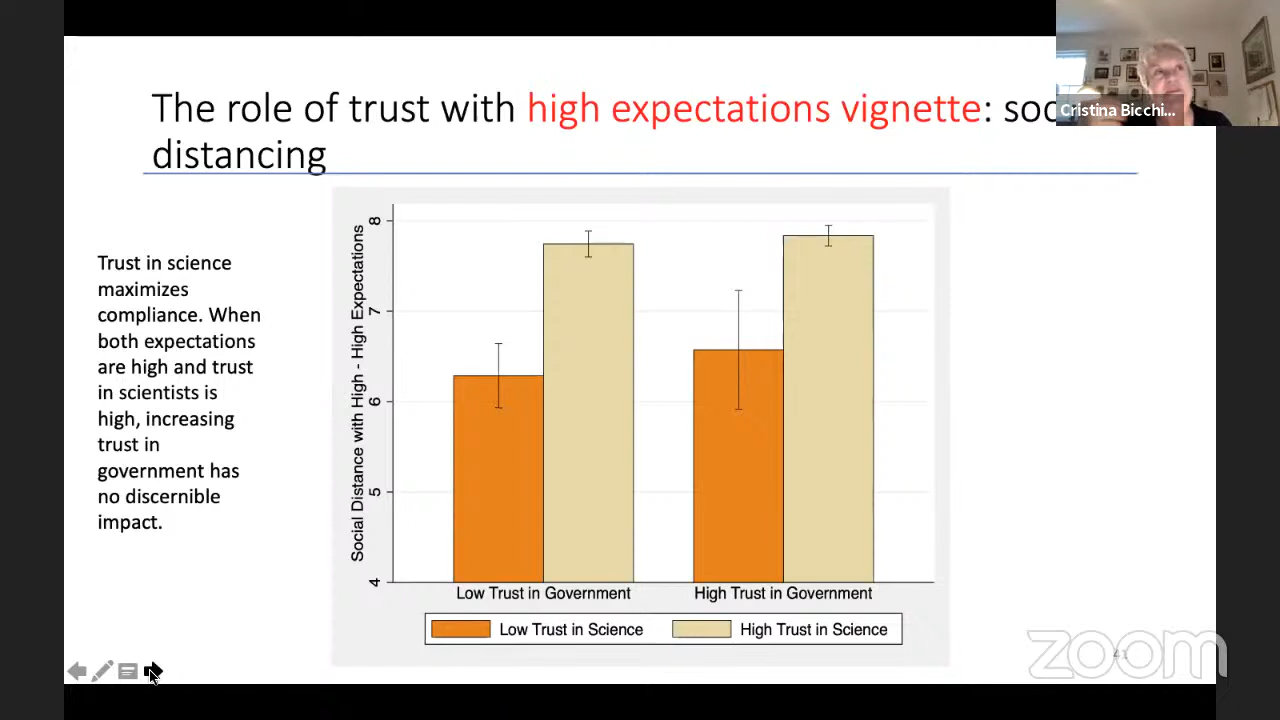 The role of trust with high expectations vignette: soc
distancing
Cristina Bicchi...
Trust in science
maximizes
compliance. When
both expectations
are high and trust
in scientists is
high, increasing
trust in
government has
no discernible
impact.
Social Distance with High - High Expectations
8
7
6
5
4
Low Trust in Government
High Trust in Government
Low Trust in Science
High Trust in Science
41
zoom